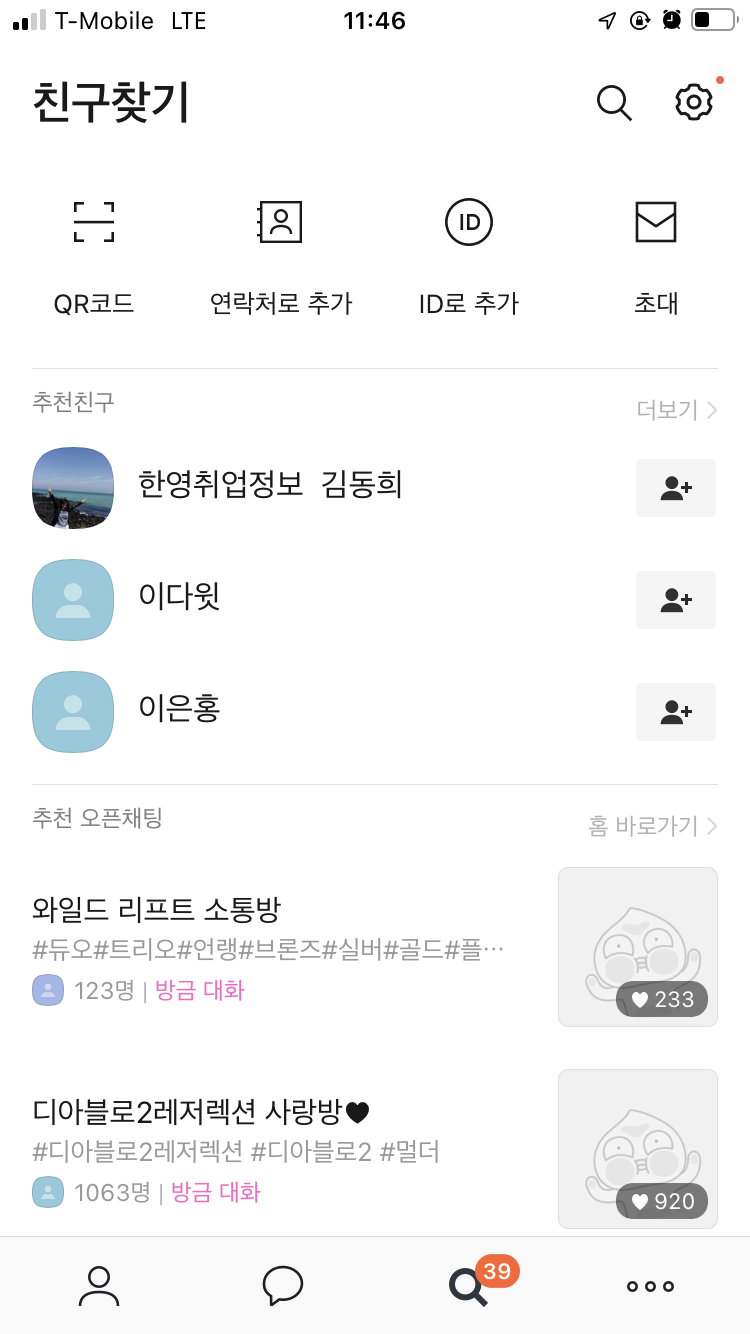 T-Mobile LTE 11:46
친구찾기
ID
QR코드 연락처로 추가 ID로 추가 초대
추천친구 더보기
한영취업정보 김동희
이다윗
이은홍
추천 오픈채팅 홈 바로가기
와일드 리프트 소통방
#듀오#트리오#언랭#브론즈#실버#골드#플…
123명 | 방금 대화
233
디아블로2레저렉션 사랑방🖤
#디아블로2레저렉션 #디아블로2 #멀더
1063명 | 방금 대화
920
39